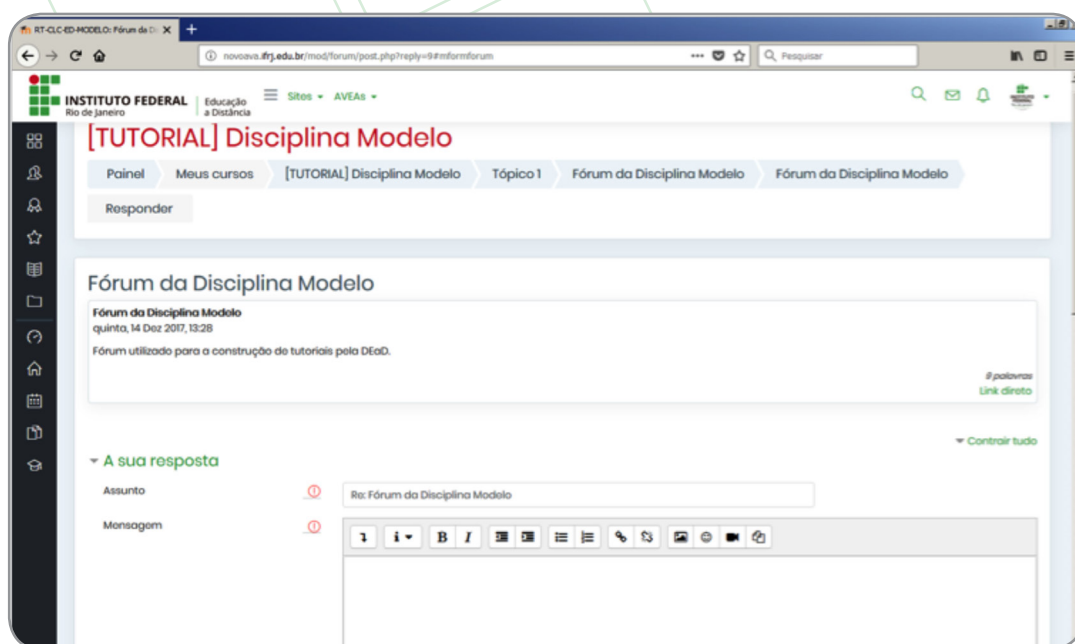 RT-CLC-ED-MODELO: Fórum da Di
novoava.ifrj.edu.br/mod/forum/post.php?reply=9#mformforum
Pesquisar
INSTITUTO FEDERAL
Rio de Janeiro
Educação
a Distância
Sites
AVEAs
[TUTORIAL] Disciplina Modelo
Painel
Meus cursos
[TUTORIAL] Disciplina Modelo
Tópico 1
Fórum da Disciplina Modelo
Fórum da Disciplina Modelo
Responder
Fórum da Disciplina Modelo
Fórum da Disciplina Modelo
quinta, 14 Dez 2017, 13:28
Fórum utilizado para a construção de tutoriais pela DEaD.
9 palavras
Link direto
Contrair tudo
A sua resposta
Assunto
Re: Fórum da Disciplina Modelo
Mensagem
i
B I